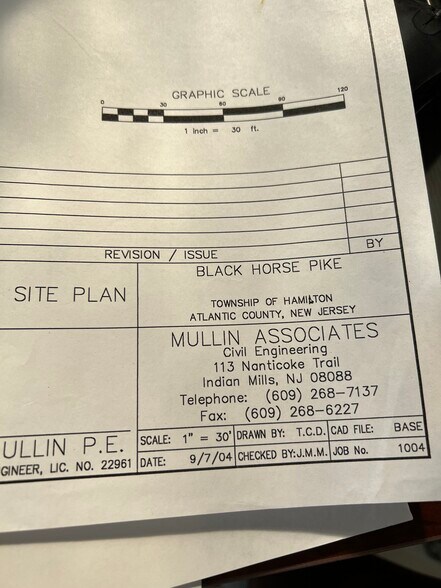 GRAPHIC SCALE
0 30 60 90 120
1 inch = 30 ft.
REVISION / ISSUE BY
SITE PLAN
BLACK HORSE PIKE
TOWNSHIP OF HAMILTON
ATLANTIC COUNTY, NEW JERSEY
MULLIN ASSOCIATES
Civil Engineering
113 Nanticoke Trail
Indian Mills, NJ 08088
Telephone: (609) 268-7137
Fax: (609) 268-6227
ULLIN P.E.
GINEER, LIC. NO. 22961
SCALE: 1" = 30' DRAWN BY: T.C.D. CAD FILE: BASE
DATE: 9/7/04 CHECKED BY:J.M.M. JOB No. 1004